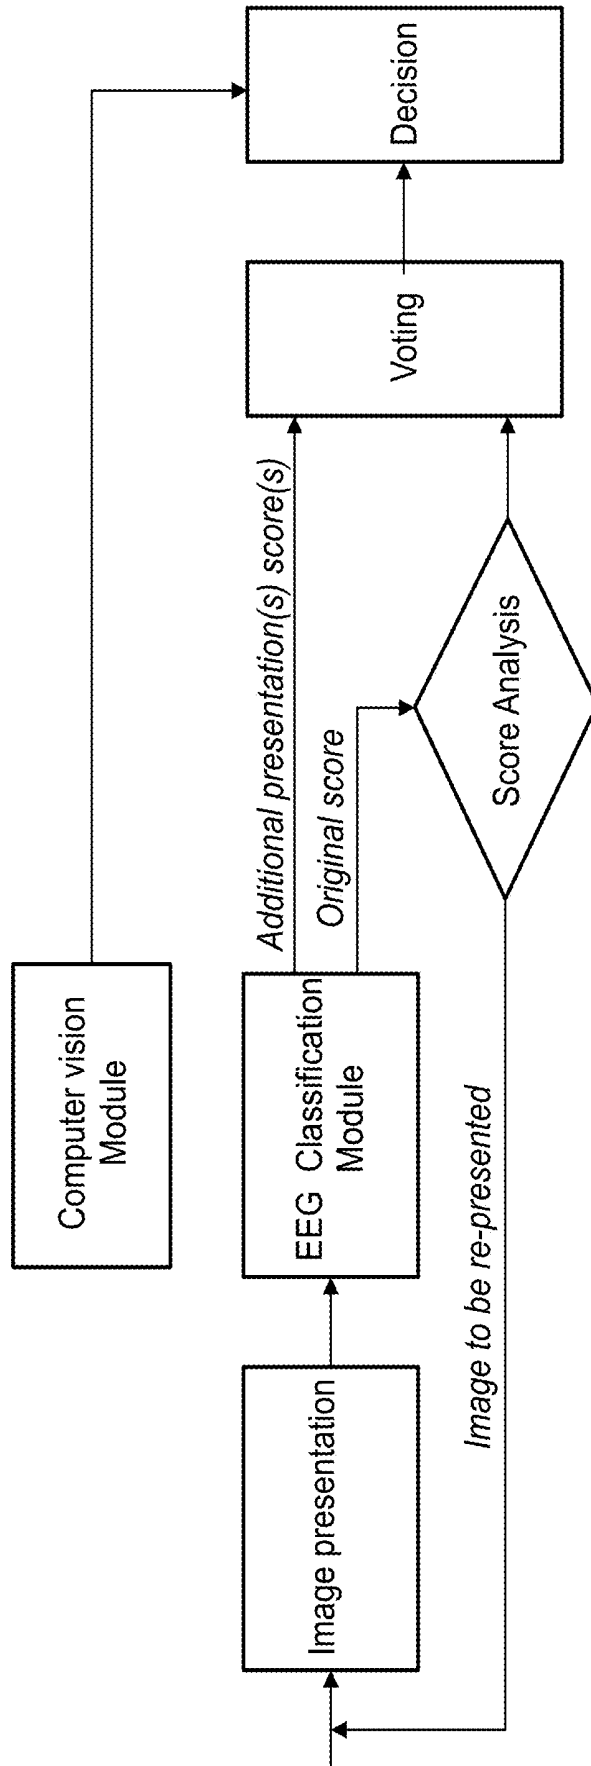 Computer vision
Module
Image presentation
EEG Classification
Module
Additional presentation(s) score(s)
Original score
Score Analysis
Image to be re-presented
Voting
Decision